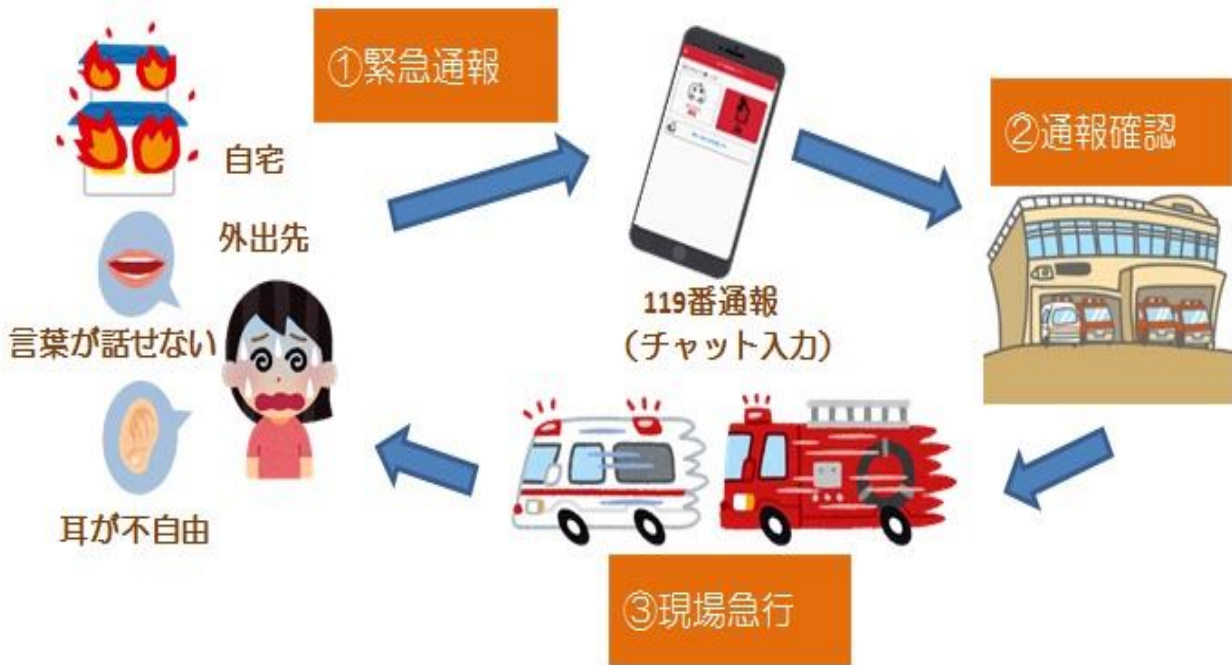 ①緊急通報
自宅
外出先
言葉が話せない
耳が不自由
119番通報
（チャット入力）
②通報確認
③現場急行